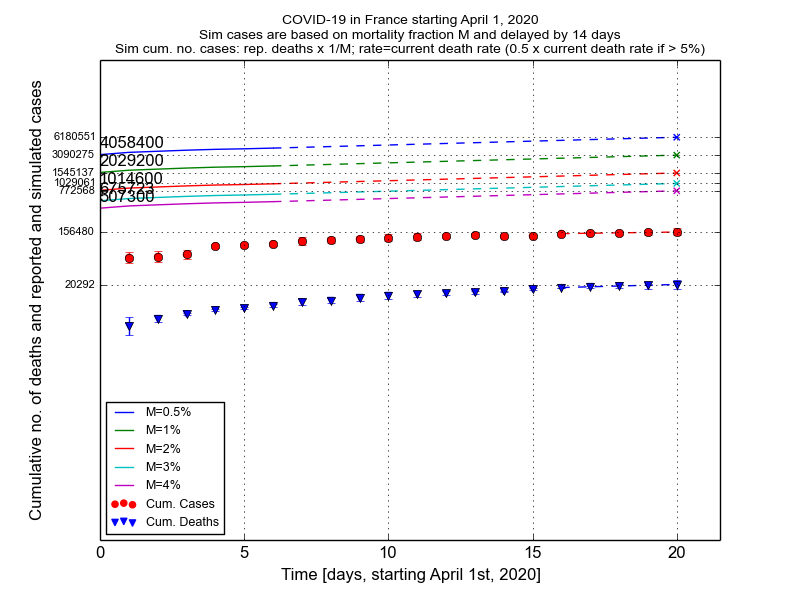 COVID-19 in France starting April 1, 2020
Sim cases are based on mortality fraction M and delayed by 14 days
Sim cum. no. cases: rep. deaths x 1/M; rate=current death rate (0.5 x current death rate if > 5%)
Cumulative no. of deaths and reported and simulated cases
6180551
3090275
1545137
1029061
772568
156480
20292
4058400
2029200
1014600
507300
M=0.5%
M=1%
M=2%
M=3%
M=4%
Cum. Cases
Cum. Deaths
0 5 10 15 20
Time [days, starting April 1st, 2020]